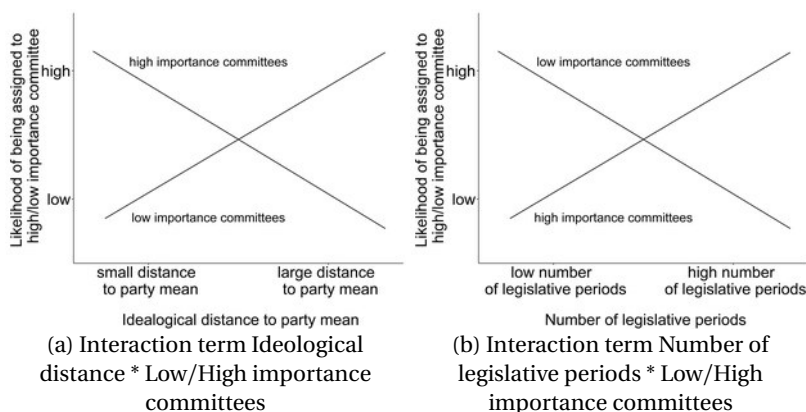 Likelihood of being assigned to
high/low importance committee
high
low
high importance committees
low importance committees
small distance
to party mean
large distance
to party mean
Idealogical distance to party mean
(a) Interaction term Ideological
distance * Low/High importance
committees
Likelihood of being assigned to
high/low importance committee
high
low
low importance committees
high importance committees
low number
of legislative periods
high number
of legislative periods
Number of legislative periods
(b) Interaction term Number of
legislative periods * Low/High
importance committees